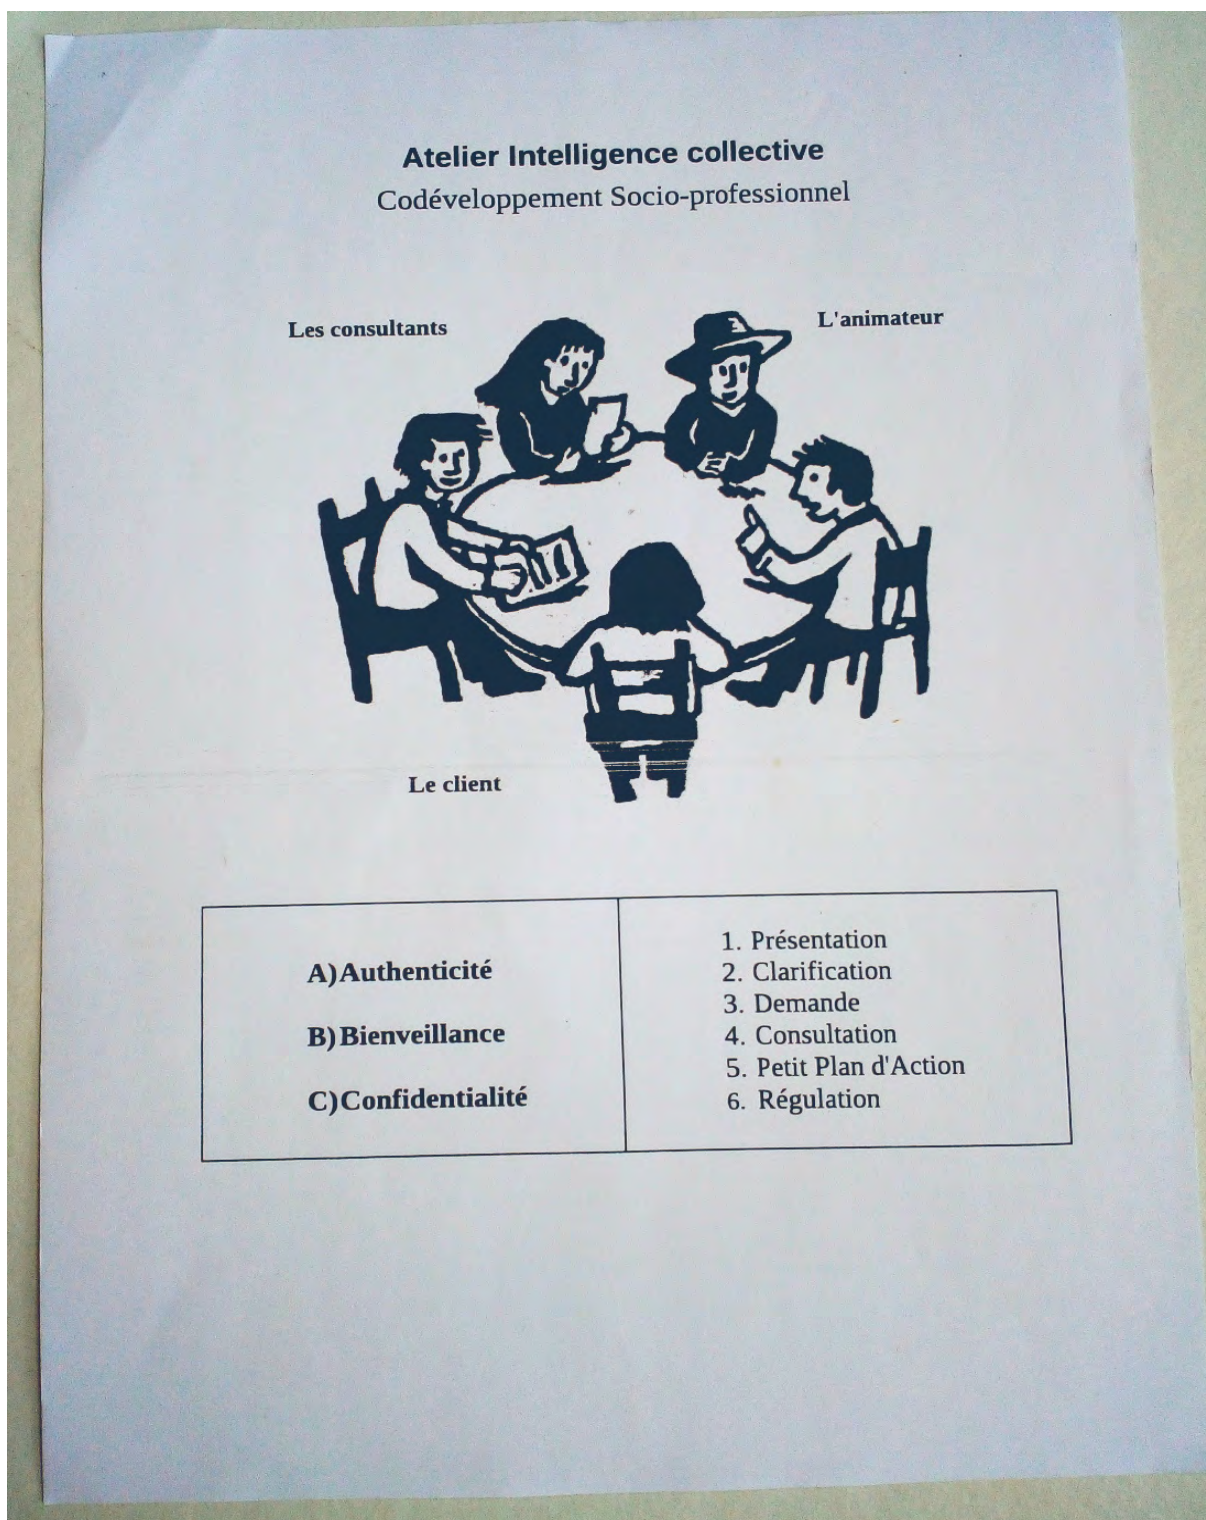 Atelier Intelligence collective
Codéveloppement Socio-professionnel
Les consultants
L'animateur
Le client
A) Authenticité
B) Bienveillance
C) Confidentialité
1. Présentation
2. Clarification
3. Demande
4. Consultation
5. Petit Plan d'Action
6. Régulation